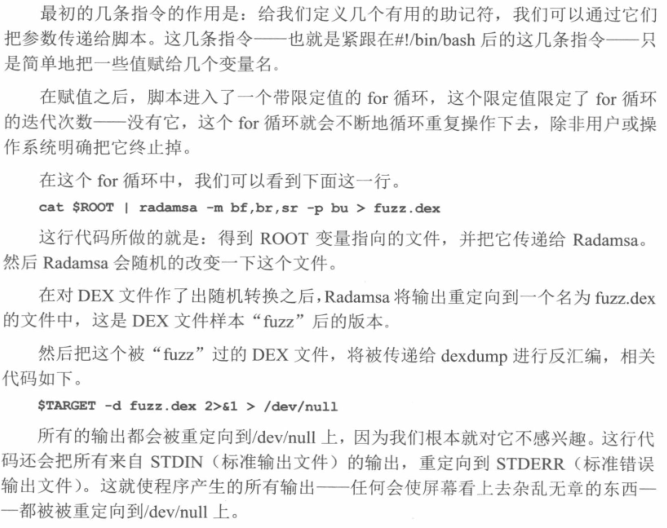 最初的几条指令的作用是：给我们定义几个有用的助记符，我们可以通过它们
把参数传递给脚本。这几条指令——也就是紧跟在#!/bin/bash 后的这几条指令——只
是简单地把一些值赋给几个变量名。
在赋值之后，脚本进入了一个带限定值的 for 循环，这个限定值限定了 for 循环
的迭代次数——没有它，这个 for 循环就会不断地循环重复操作下去，除非用户或操
作系统明确把它终止掉。
在这个 for 循环中，我们可以看到下面这一行。
cat $ROOT | radamsa -m bf,br,sr -p bu > fuzz.dex
这行代码所做的就是：得到 ROOT 变量指向的文件，并把它传递给 Radamsa。
然后 Radamsa 会随机的改变一下这个文件。
在对 DEX 文件作了出随机转换之后，Radamsa 将输出重定向到一个名为 fuzz.dex
的文件中，这是 DEX 文件样本“fuzz”后的版本。
然后把这个被“fuzz”过的 DEX 文件，将被传递给 dexdump 进行反汇编，相关
代码如下。
$TARGET -d fuzz.dex 2>&1 > /dev/null
所有的输出都会被重定向到/dev/null 上，因为我们根本就对它不感兴趣。这行代
码还会把所有来自 STDIN（标准输出文件）的输出，重定向到 STDERR（标准错误
输出文件）。这就使程序产生的所有输出——任何会使屏幕看上去杂乱无章的东西—
—都被被重定向到/dev/null 上。